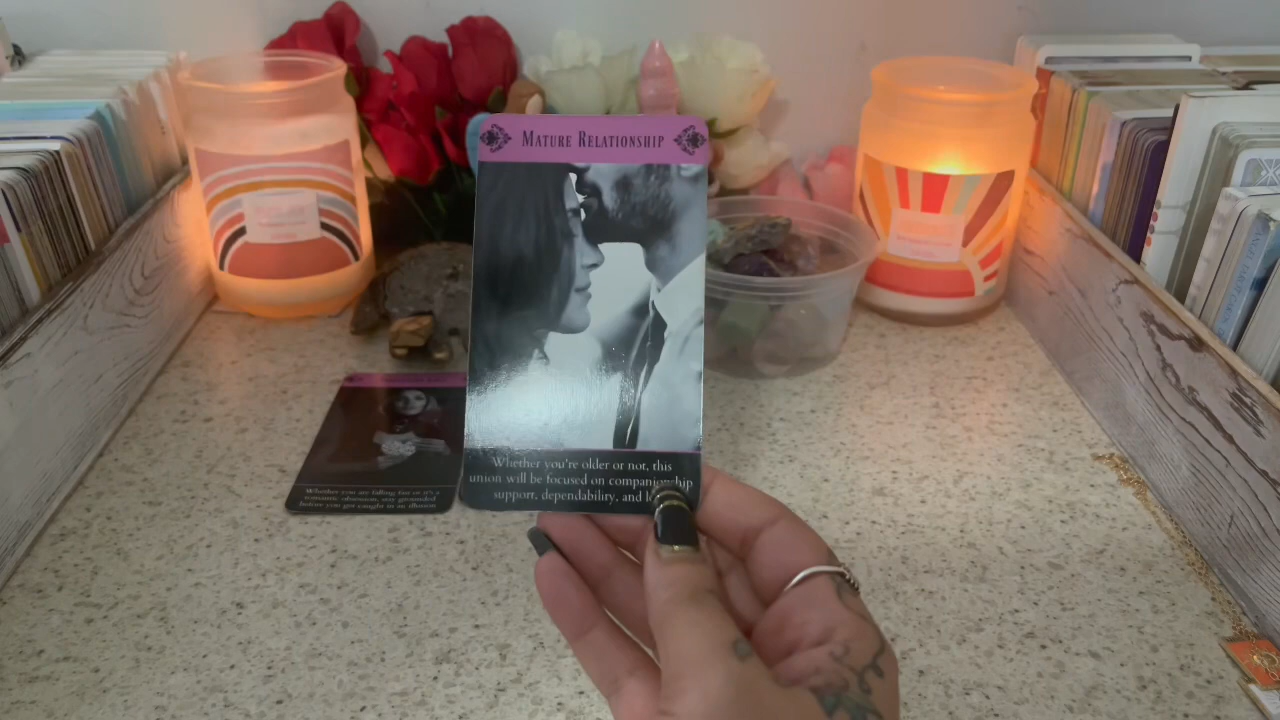 MATURE RELATIONSHIP
Whether you're older or not, this
union will be focused on companionship
support, dependability, and
Whether you are falling fast or it's a
romantic obsession, stay grounded
before you get caught in an illusion.